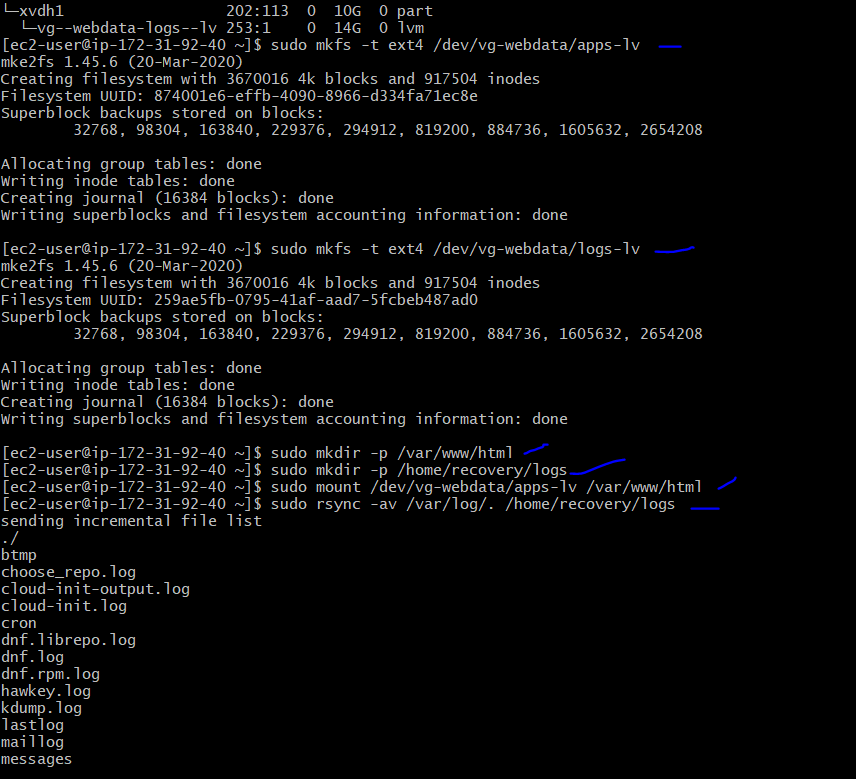 └─xvdh1                  202:113  0  10G  0 part
  └─vg--webdata-logs--lv 253:1    0  14G  0 lvm
[ec2-user@ip-172-31-92-40 ~]$ sudo mkfs -t ext4 /dev/vg-webdata/apps-lv
mke2fs 1.45.6 (20-Mar-2020)
Creating filesystem with 3670016 4k blocks and 917504 inodes
Filesystem UUID: 874001e6-effb-4090-8966-d334fa71ec8e
Superblock backups stored on blocks:
        32768, 98304, 163840, 229376, 294912, 819200, 884736, 1605632, 2654208

Allocating group tables: done
Writing inode tables: done
Creating journal (16384 blocks): done
Writing superblocks and filesystem accounting information: done

[ec2-user@ip-172-31-92-40 ~]$ sudo mkfs -t ext4 /dev/vg-webdata/logs-lv
mke2fs 1.45.6 (20-Mar-2020)
Creating filesystem with 3670016 4k blocks and 917504 inodes
Filesystem UUID: 259ae5fb-0795-41af-aad7-5fcbeb487ad0
Superblock backups stored on blocks:
        32768, 98304, 163840, 229376, 294912, 819200, 884736, 1605632, 2654208

Allocating group tables: done
Writing inode tables: done
Creating journal (16384 blocks): done
Writing superblocks and filesystem accounting information: done

[ec2-user@ip-172-31-92-40 ~]$ sudo mkdir -p /var/www/html
[ec2-user@ip-172-31-92-40 ~]$ sudo mkdir -p /home/recovery/logs
[ec2-user@ip-172-31-92-40 ~]$ sudo mount /dev/vg-webdata/apps-lv /var/www/html
[ec2-user@ip-172-31-92-40 ~]$ sudo rsync -av /var/log/. /home/recovery/logs
sending incremental file list
./
btmp
choose_repo.log
cloud-init-output.log
cloud-init.log
cron
dnf.librepo.log
dnf.log
dnf.rpm.log
hawkey.log
kdump.log
lastlog
maillog
messages